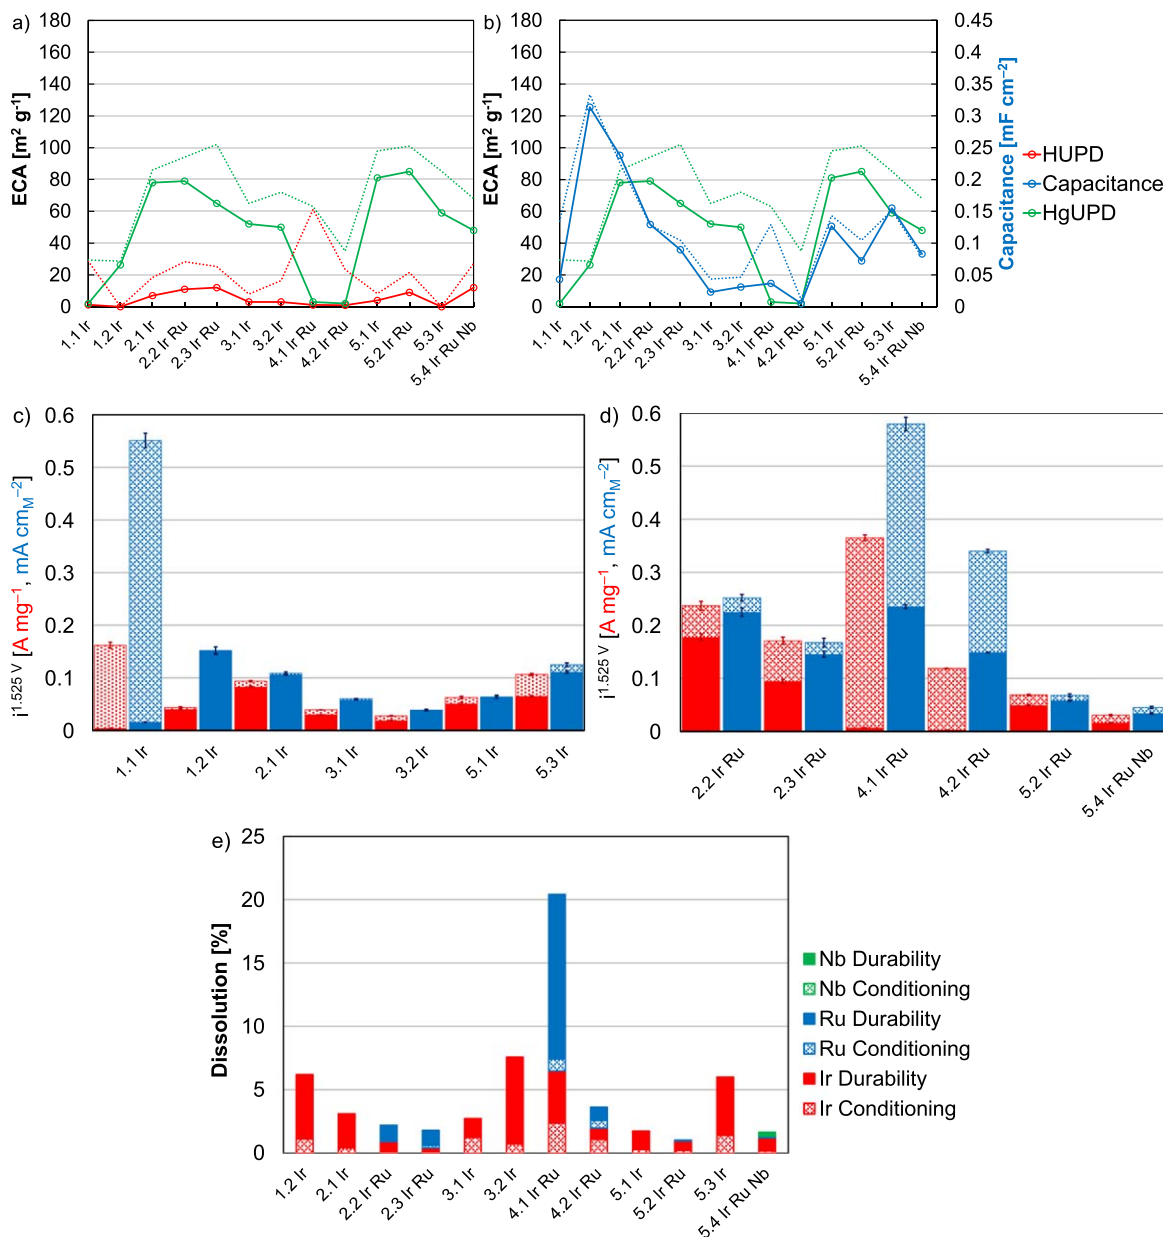 a)
180
160
140
120
100
80
60
40
20
0
ECA [m² g⁻¹]
1.1 Ir
1.2 Ir
2.1 Ir
2.2 Ir Ru
2.3 Ir Ru
3.1 Ir
3.2 Ir
4.1 Ir Ru
4.2 Ir Ru
5.1 Ir
5.2 Ir Ru
5.3 Ir
5.4 Ir Ru Nb
b)
180
160
140
120
100
80
60
40
20
0
ECA [m² g⁻¹]
0.45
0.4
0.35
0.3
0.25
0.2
0.15
0.1
0.05
0
Capacitance [mF cm⁻²]
1.1 Ir
1.2 Ir
2.1 Ir
2.2 Ir Ru
2.3 Ir Ru
3.1 Ir
3.2 Ir
4.1 Ir Ru
4.2 Ir Ru
5.1 Ir
5.2 Ir Ru
5.3 Ir
5.4 Ir Ru Nb
HUPD
Capacitance
HgUPD
c)
0.6
0.5
0.4
0.3
0.2
0.1
0
i¹·⁵²⁵ ⱽ [A mg⁻¹, mA cm_M⁻²]
1.1 Ir
1.2 Ir
2.1 Ir
3.1 Ir
3.2 Ir
5.1 Ir
5.3 Ir
d)
0.6
0.5
0.4
0.3
0.2
0.1
0
i¹·⁵²⁵ ⱽ [A mg⁻¹, mA cm_M⁻²]
2.2 Ir Ru
2.3 Ir Ru
4.1 Ir Ru
4.2 Ir Ru
5.2 Ir Ru
5.4 Ir Ru Nb
e)
25
20
15
10
5
0
Dissolution [%]
1.2 Ir
2.1 Ir
2.2 Ir Ru
2.3 Ir Ru
3.1 Ir
3.2 Ir
4.1 Ir Ru
4.2 Ir Ru
5.1 Ir
5.2 Ir Ru
5.3 Ir
5.4 Ir Ru Nb
Nb Durability
Nb Conditioning
Ru Durability
Ru Conditioning
Ir Durability
Ir Conditioning